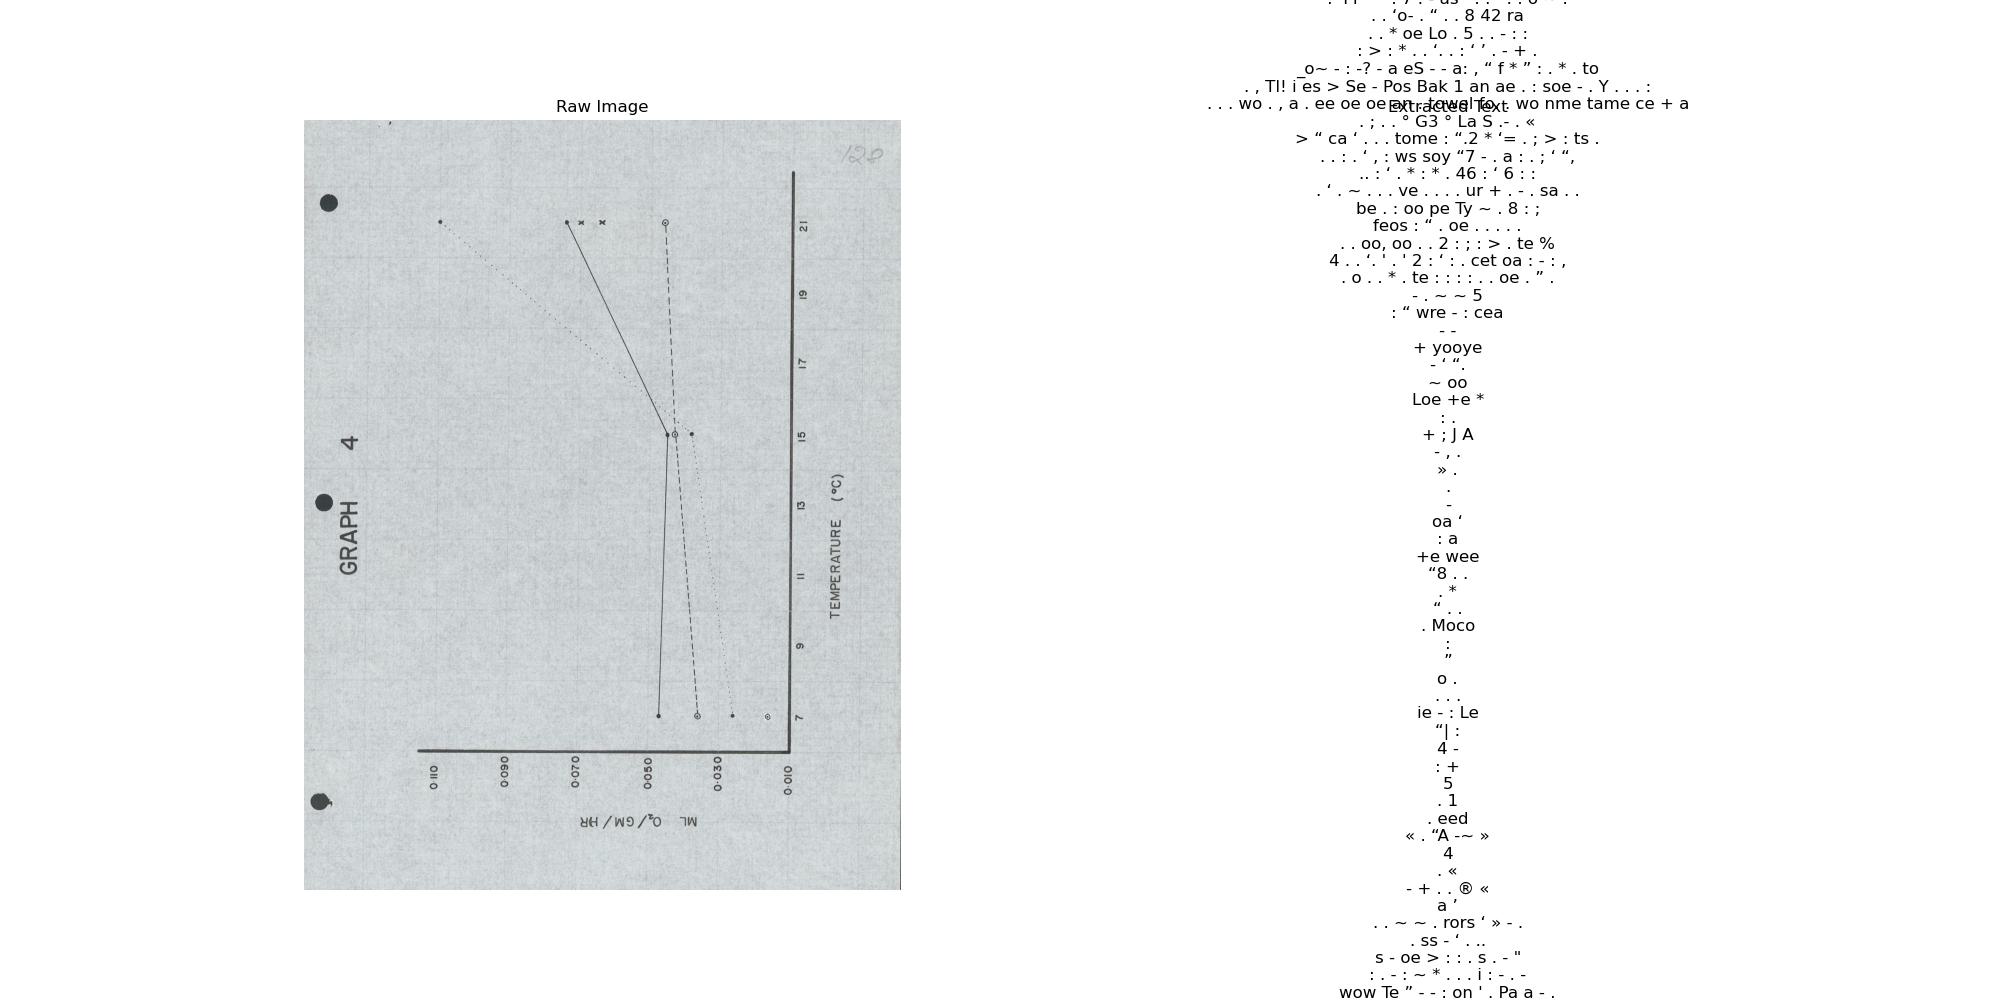 Raw Image
128
GRAPH 4
21
19
17
15
13
11
9
7
TEMPERATURE (°C)
0·110
0·090
0·070
0·050
0·030
0·010
ML O₂/GM/HR
. . ‘o- . “ . . 8 42 ra
. . * oe Lo . 5 . . - : :
: > : * . . ‘. . : ‘ ’ . - + .
_o~ - : -? - a eS - - a: , “ f * ” : . * . to
. , Tl! i es > Se - Pos Bak 1 an ae . : soe - . Y . . . :
. . . wo . , a . ee oe oe an . towel fo . wo nme tame ce + a
Extracted Text
. ; . . ° G3 ° La S .- . «
> “ ca ‘ . . . tome : “.2 * ‘= . ; > : ts .
. . : . ‘ , : ws soy “7 - . a : . ; ‘ “,
.. : ‘ . * : * . 46 : ‘ 6 : :
. ‘ . ~ . . . ve . . . . ur + . - . sa . .
be . : oo pe Ty ~ . 8 : ;
feos : “ . oe . . . . .
. . oo, oo . . 2 : ; : > . te %
4 . . ‘. ' . ' 2 : ‘ : . cet oa : - : ,
. o . . * . te : : : : . . oe . ” .
- . ~ ~ 5
: “ wre - : cea
- -
+ yooye
- ‘ “.
~ oo
Loe +e *
: .
+ ; J A
- , .
» .
.
-
oa ‘
: a
+e wee
“8 . .
. *
“ . .
. Moco
:
”
o .
. . .
ie - : Le
“| :
4 -
: +
5
. 1
. eed
« . “A -~ »
4
. «
- + . . ® «
a ’
. . ~ ~ . rors ‘ » - .
. ss - ‘ . ..
s - oe > : : . s . - "
: . - : ~ * . . . i : - . -
wow Te ” - - : on ' . Pa a - .